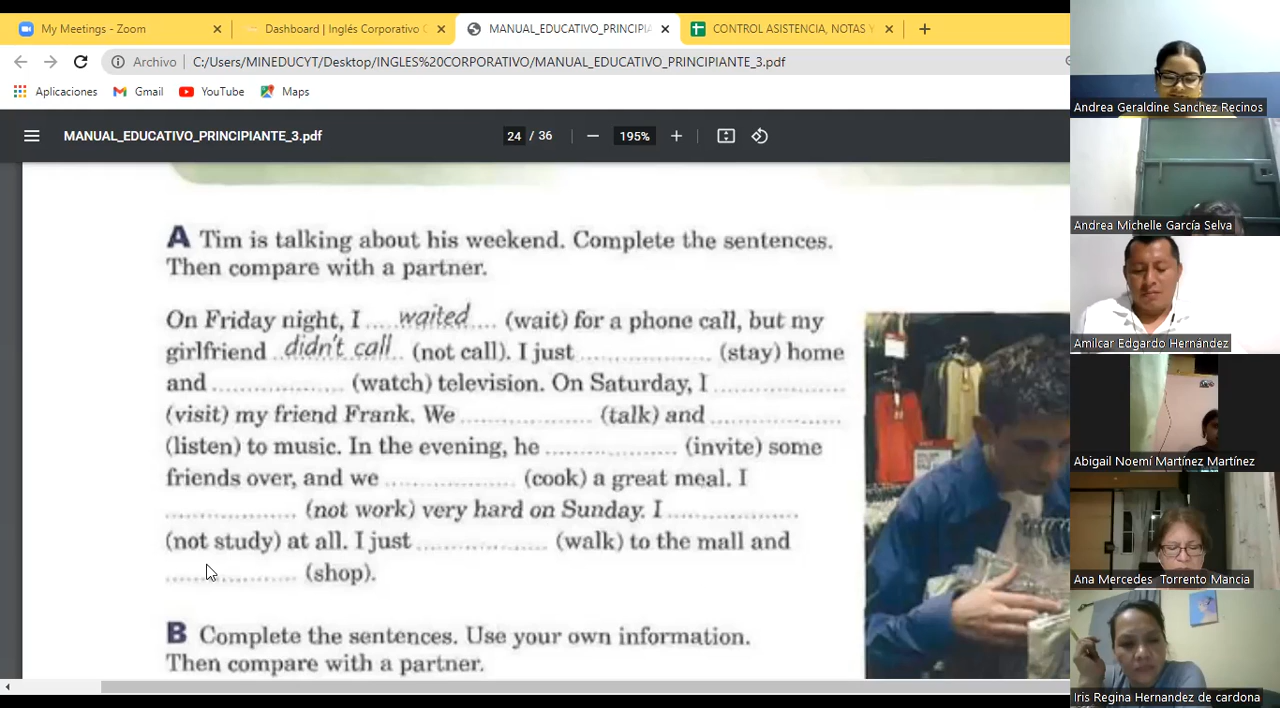 My Meetings - Zoom
Dashboard | Inglés Corporativo
MANUAL_EDUCATIVO_PRINCIPIA
CONTROL ASISTENCIA, NOTAS Y
Archivo | C:/Users/MINEDUCYT/Desktop/INGLES%20CORPORATIVO/MANUAL_EDUCATIVO_PRINCIPIANTE_3.pdf
Aplicaciones Gmail YouTube Maps
MANUAL_EDUCATIVO_PRINCIPIANTE_3.pdf 24 / 36 195%
A Tim is talking about his weekend. Complete the sentences.
Then compare with a partner.
On Friday night, I waited (wait) for a phone call, but my
girlfriend didn't call (not call). I just ............... (stay) home
and ............... (watch) television. On Saturday, I ...............
(visit) my friend Frank. We ............... (talk) and ...............
(listen) to music. In the evening, he ............... (invite) some
friends over, and we ............... (cook) a great meal. I
............... (not work) very hard on Sunday. I ...............
(not study) at all. I just ............... (walk) to the mall and
............... (shop).
B Complete the sentences. Use your own information.
Then compare with a partner.
Andrea Geraldine Sanchez Recinos
Andrea Michelle García Selva
Amilcar Edgardo Hernández
Abigail Noemí Martínez Martínez
Ana Mercedes Torrento Mancia
Iris Regina Hernandez de cardona